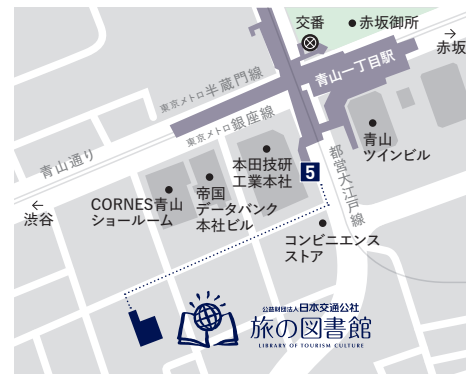 交番
赤坂御所
→
赤坂
青山一丁目駅
東京メトロ 半蔵門線
東京メトロ 銀座線
青山通り
本田技研
工業本社
青山
ツインビル
5
都営大江戸線
CORNES青山
ショールーム
帝国
データバンク
本社ビル
←
渋谷
コンビニエンス
ストア
公益財団法人日本交通公社
旅の図書館
LIBRARY OF TOURISM CULTURE